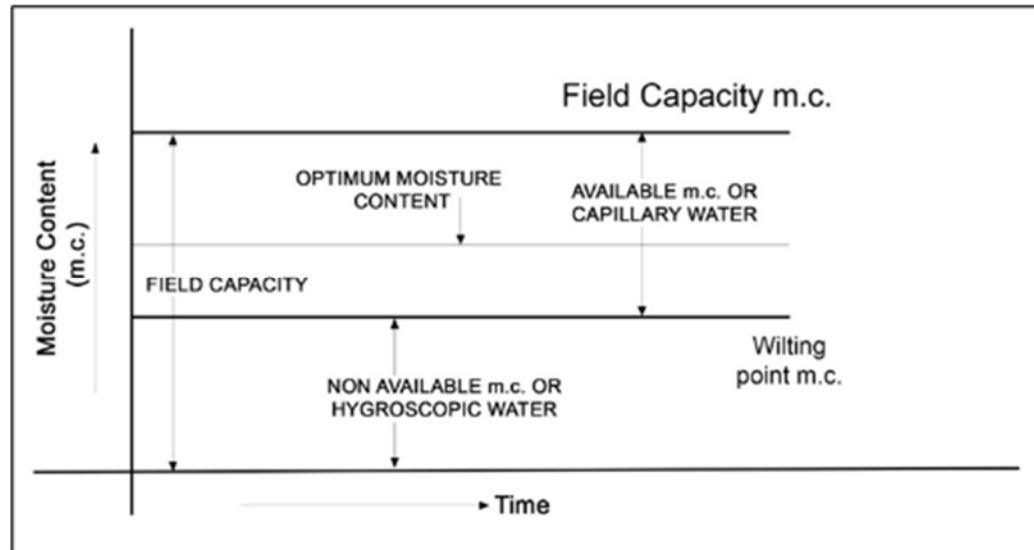 Field Capacity m.c.
OPTIMUM MOISTURE
CONTENT
AVAILABLE m.c. OR
CAPILLARY WATER
Moisture Content
(m.c.)
FIELD CAPACITY
Wilting
point m.c.
NON AVAILABLE m.c. OR
HYGROSCOPIC WATER
Time